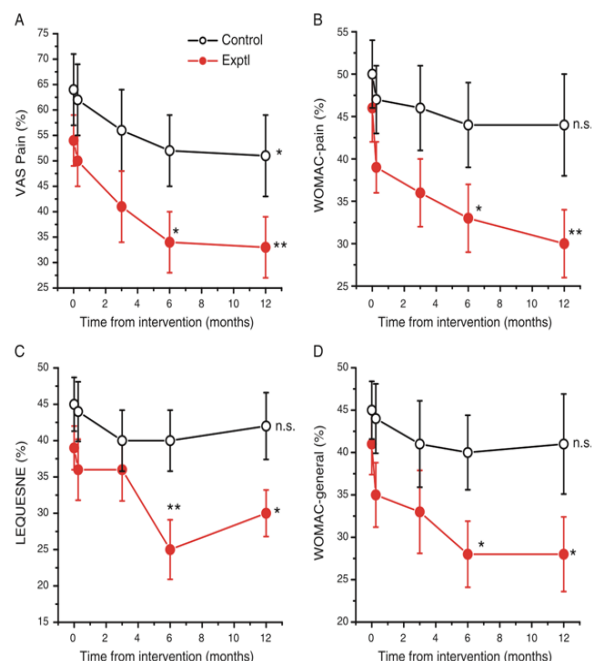 A
Control
Exptl
VAS Pain (%)
75
70
65
60
55
50
45
40
35
30
25
*
*
**
0 2 4 6 8 10 12
Time from intervention (months)
B
WOMAC-pain (%)
55
50
45
40
35
30
25
n.s.
*
**
0 2 4 6 8 10 12
Time from intervention (months)
C
LEQUESNE (%)
50
45
40
35
30
25
20
15
n.s.
**
*
0 2 4 6 8 10 12
Time from intervention (months)
D
WOMAC-general (%)
50
45
40
35
30
25
20
n.s.
*
*
0 2 4 6 8 10 12
Time from intervention (months)